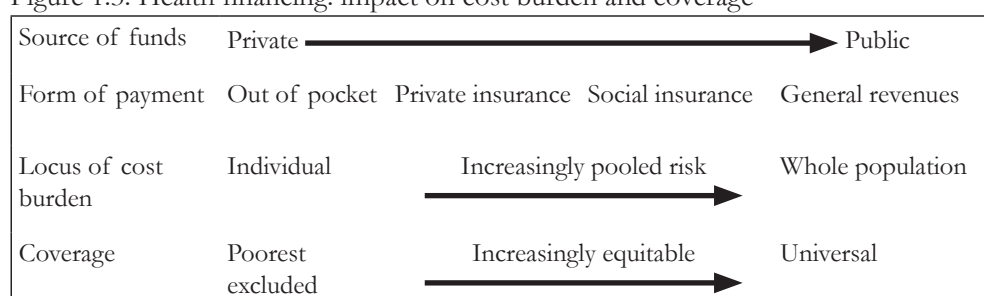 Figure 1.3: Health financing: impact on cost burden and coverage
Source of funds Private Public
Form of payment Out of pocket Private insurance Social insurance General revenues
Locus of cost burden Individual Increasingly pooled risk Whole population
Coverage Poorest excluded Increasingly equitable Universal